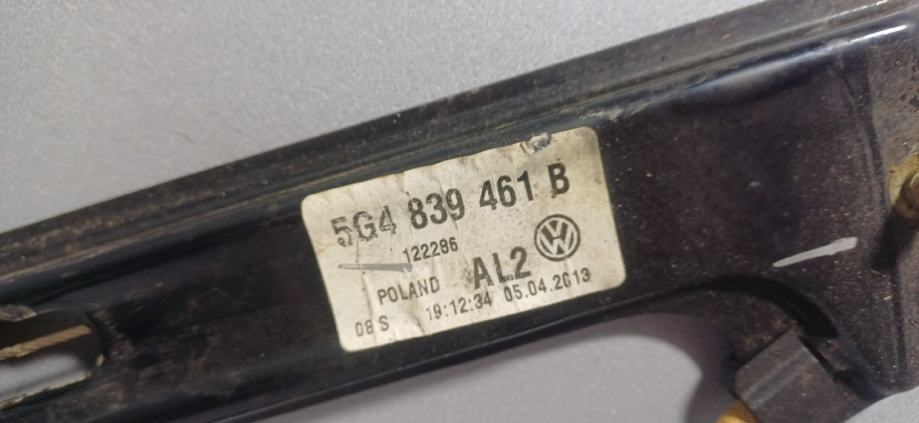 5G4 839 461 B
122286
POLAND AL2
08 S 19:12:34 05.04.2013